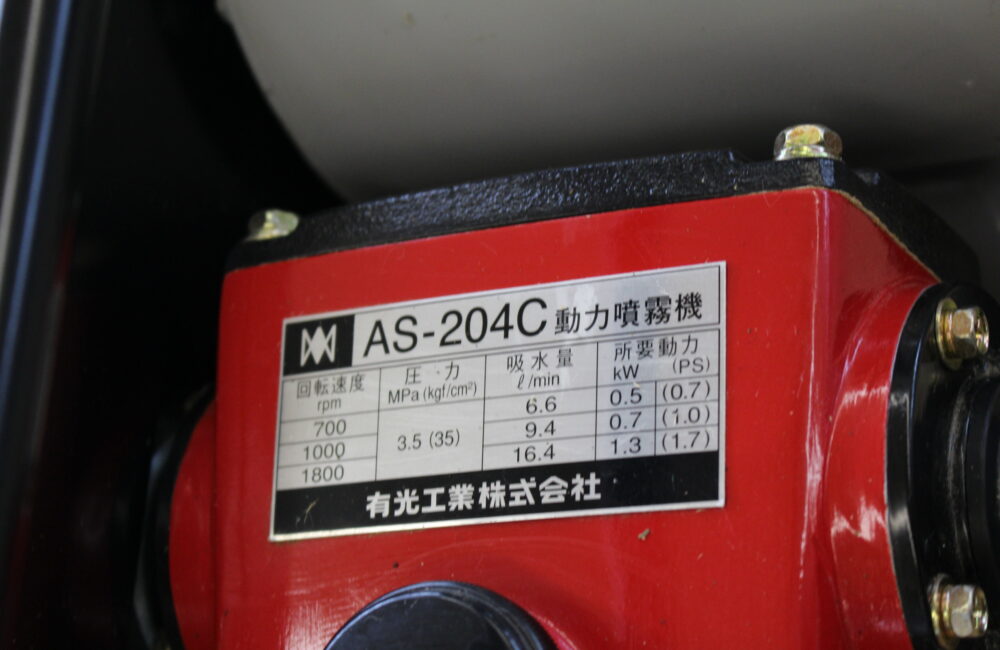 AS-204C 動力噴霧機
回転速度 圧力 吸水量 所要動力
rpm MPa (kgf/cm²) ℓ/min kW (PS)
700 3.5 (35) 6.6 0.5 (0.7)
1000 9.4 0.7 (1.0)
1800 16.4 1.3 (1.7)
有光工業株式会社